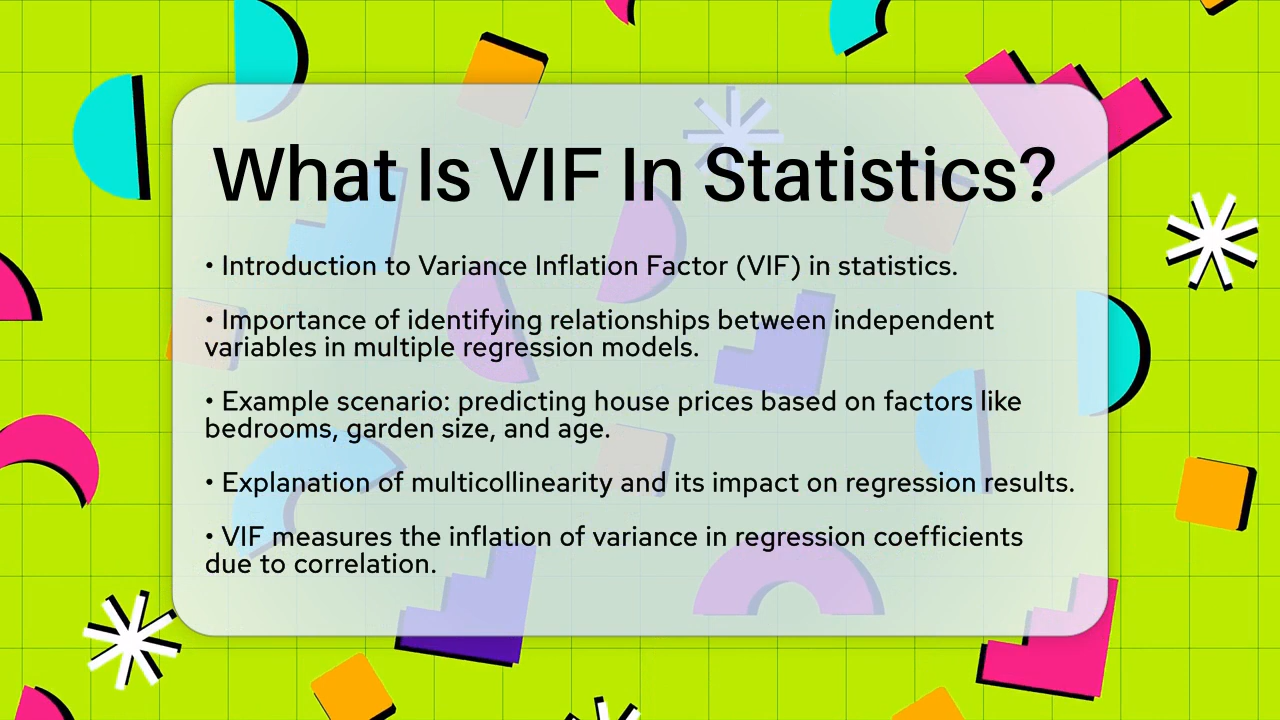 What Is VIF In Statistics?
• Introduction to Variance Inflation Factor (VIF) in statistics.
• Importance of identifying relationships between independent
variables in multiple regression models.
• Example scenario: predicting house prices based on factors like
bedrooms, garden size, and age.
• Explanation of multicollinearity and its impact on regression results.
• VIF measures the inflation of variance in regression coefficients
due to correlation.